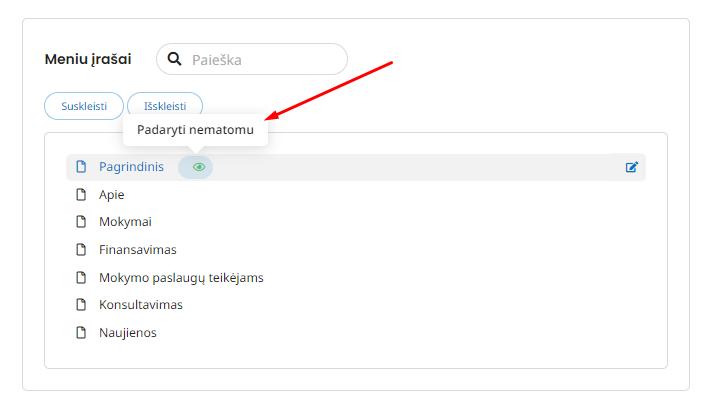 Meniu įrašai
Paieška
Suskleisti
Išskleisti
Padaryti nematomu
Pagrindinis
Apie
Mokymai
Finansavimas
Mokymo paslaugų teikėjams
Konsultavimas
Naujienos